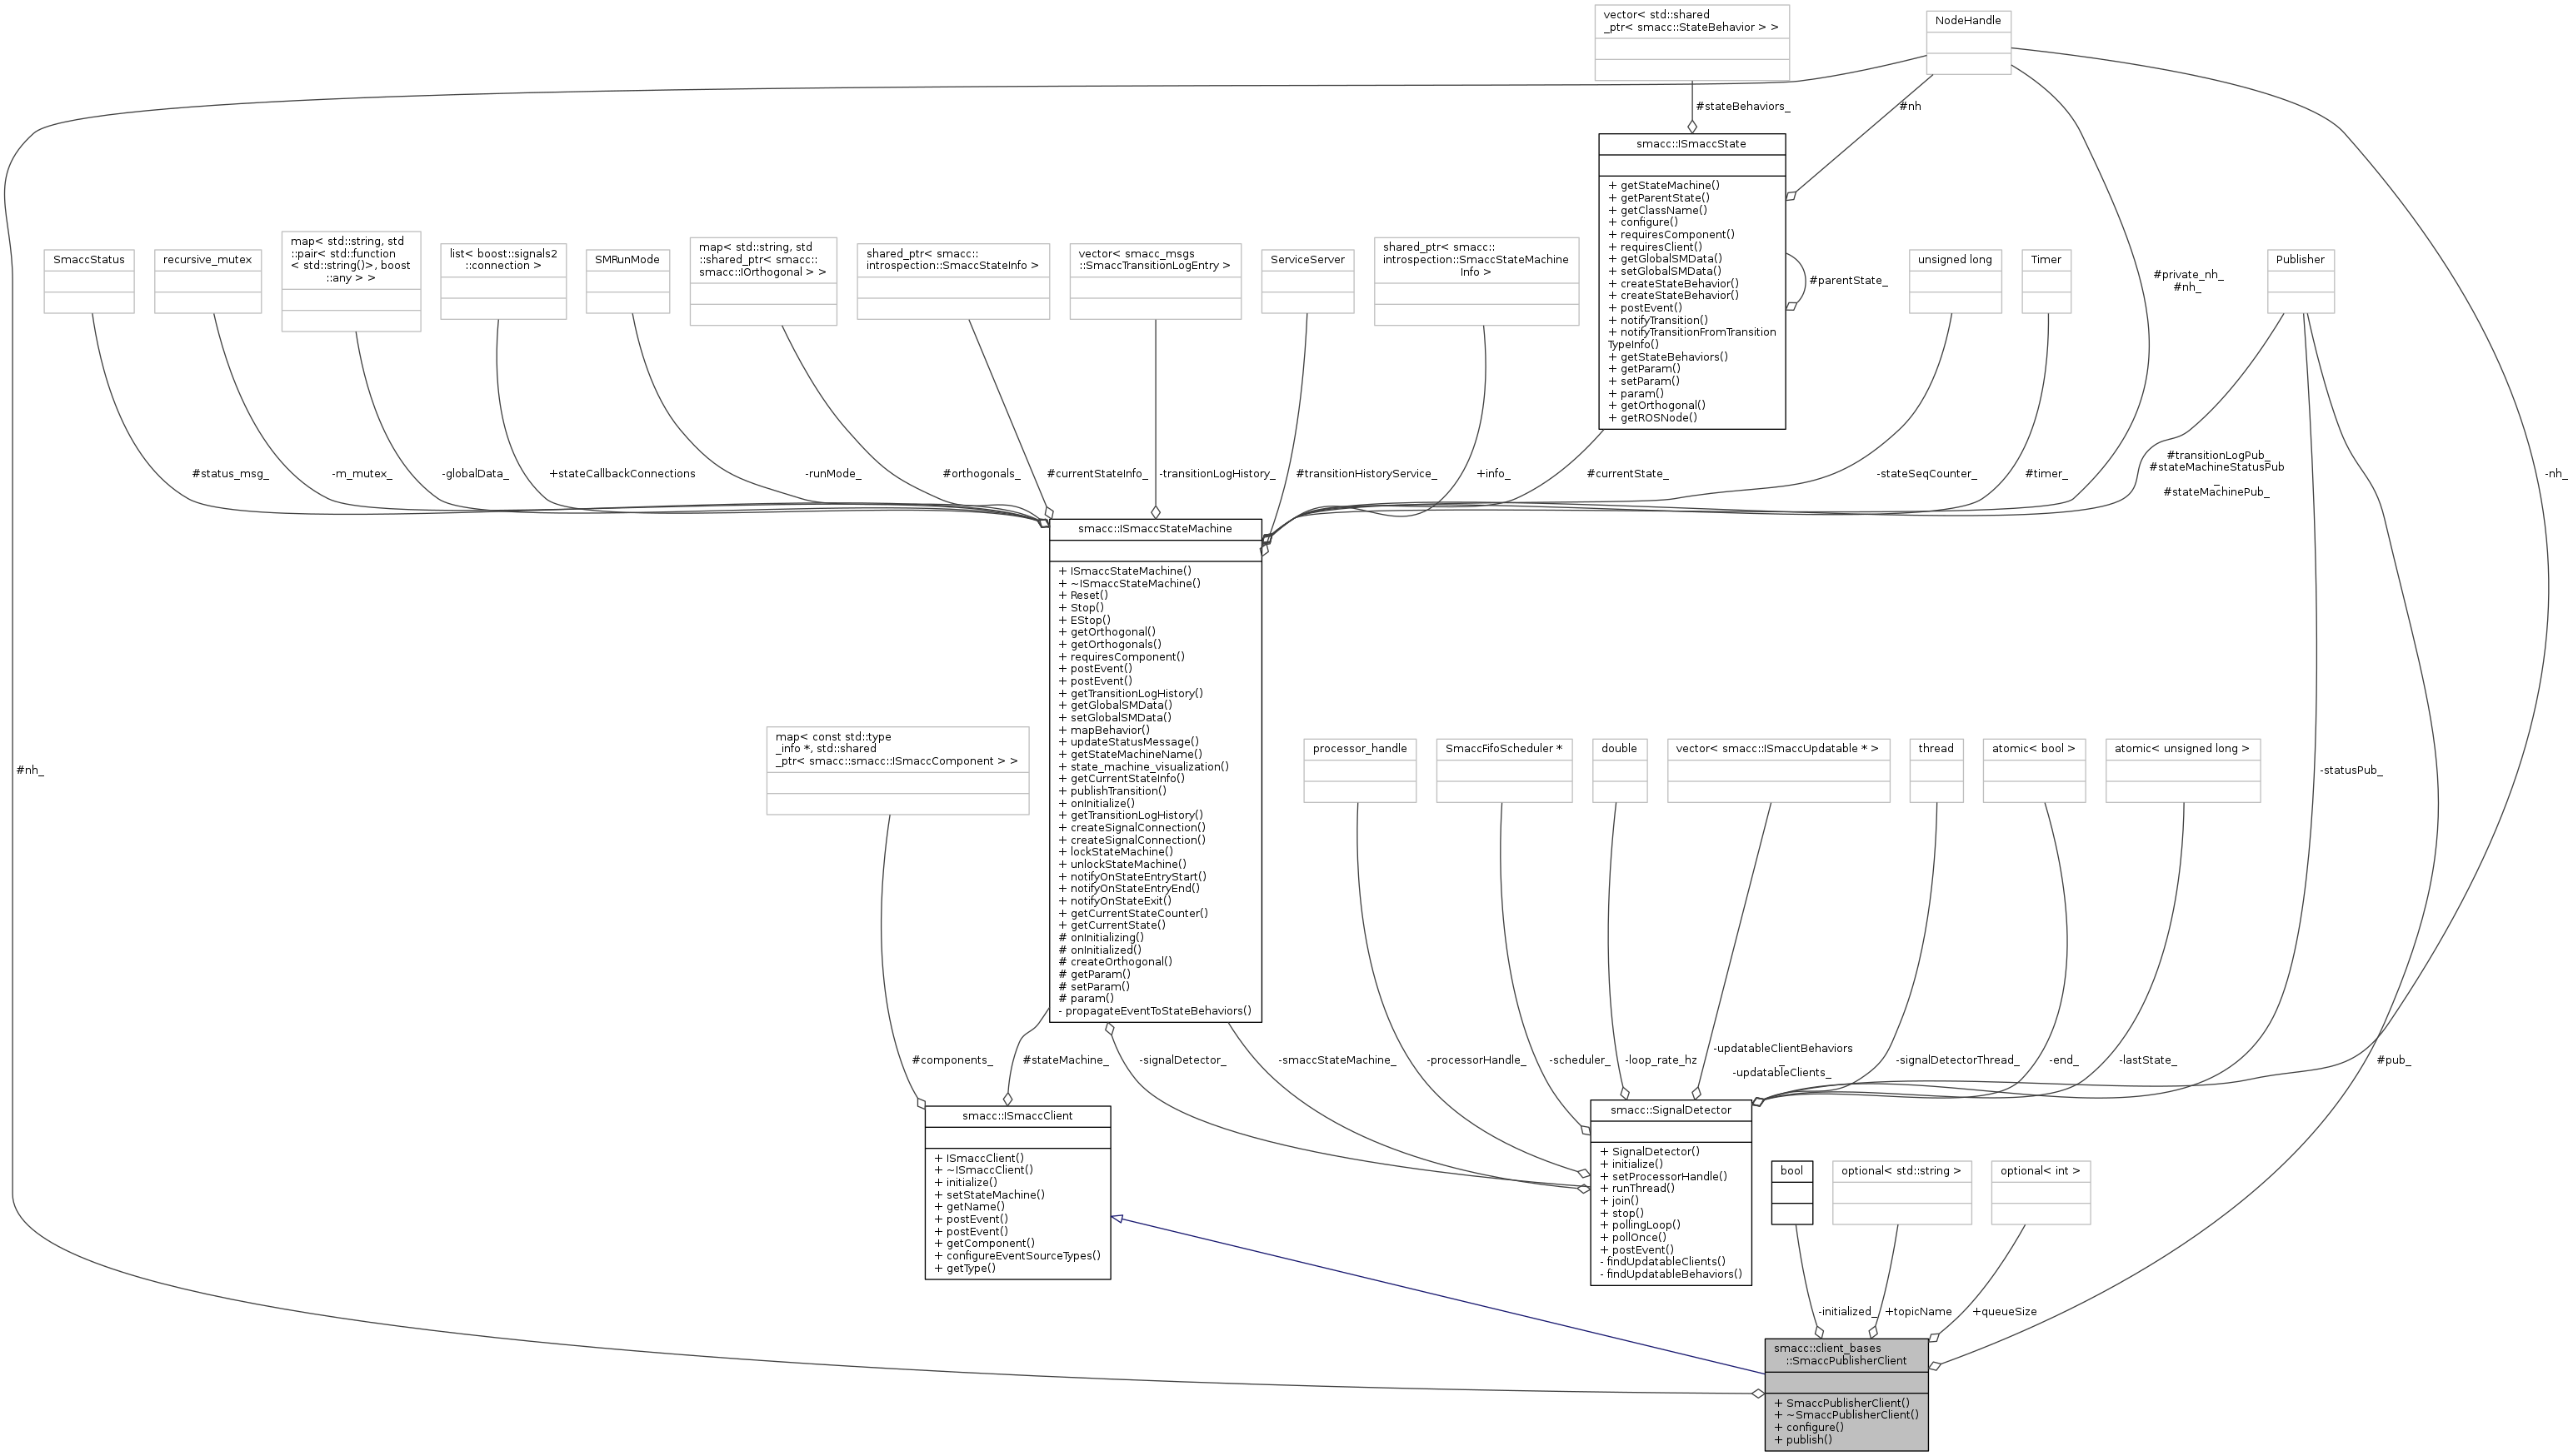 vector< std::shared
_ptr< smacc::StateBehavior > >
NodeHandle
#stateBehaviors_
#nh
smacc::ISmaccState
+ getStateMachine()
+ getParentState()
+ getClassName()
+ configure()
+ requiresComponent()
+ requiresClient()
+ getGlobalSMData()
+ setGlobalSMData()
+ createStateBehavior()
+ createStateBehavior()
+ postEvent()
+ notifyTransition()
+ notifyTransitionFromTransition
TypeInfo()
+ getStateBehaviors()
+ getParam()
+ setParam()
+ param()
+ getOrthogonal()
+ getROSNode()
#parentState_
SmaccStatus
recursive_mutex
map< std::string, std
::pair< std::function
< std::string()>, boost
::any > >
list< boost::signals2
::connection >
SMRunMode
map< std::string, std
::shared_ptr< smacc::
smacc::IOrthogonal > >
shared_ptr< smacc::
introspection::SmaccStateInfo >
vector< smacc_msgs
::SmaccTransitionLogEntry >
ServiceServer
shared_ptr< smacc::
introspection::SmaccStateMachine
Info >
unsigned long
Timer
Publisher
#private_nh_
#nh_
#status_msg_
-m_mutex_
-globalData_
+stateCallbackConnections
-runMode_
#orthogonals_
#currentStateInfo_
-transitionLogHistory_
#transitionHistoryService_
+info_
#currentState_
-stateSeqCounter_
#timer_
#transitionLogPub_
#stateMachineStatusPub
_
#stateMachinePub_
-nh_
smacc::ISmaccStateMachine
+ ISmaccStateMachine()
+ ~ISmaccStateMachine()
+ Reset()
+ Stop()
+ EStop()
+ getOrthogonal()
+ getOrthogonals()
+ requiresComponent()
+ postEvent()
+ postEvent()
+ getTransitionLogHistory()
+ getGlobalSMData()
+ setGlobalSMData()
+ mapBehavior()
+ updateStatusMessage()
+ getStateMachineName()
+ state_machine_visualization()
+ getCurrentStateInfo()
+ publishTransition()
+ onInitialize()
+ getTransitionLogHistory()
+ createSignalConnection()
+ createSignalConnection()
+ lockStateMachine()
+ unlockStateMachine()
+ notifyOnStateEntryStart()
+ notifyOnStateEntryEnd()
+ notifyOnStateExit()
+ getCurrentStateCounter()
+ getCurrentState()
# onInitializing()
# onInitialized()
# createOrthogonal()
# getParam()
# setParam()
# param()
- propagateEventToStateBehaviors()
#nh_
map< const std::type
_info *, std::shared
_ptr< smacc::smacc::ISmaccComponent > >
processor_handle
SmaccFifoScheduler *
double
vector< smacc::ISmaccUpdatable * >
thread
atomic< bool >
atomic< unsigned long >
-statusPub_
#components_
#stateMachine_
-signalDetector_
-smaccStateMachine_
-processorHandle_
-scheduler_
-loop_rate_hz
-updatableClientBehaviors
_
-updatableClients_
-signalDetectorThread_
-end_
-lastState_
#pub_
smacc::ISmaccClient
+ ISmaccClient()
+ ~ISmaccClient()
+ initialize()
+ setStateMachine()
+ getName()
+ postEvent()
+ postEvent()
+ getComponent()
+ configureEventSourceTypes()
+ getType()
smacc::SignalDetector
+ SignalDetector()
+ initialize()
+ setProcessorHandle()
+ runThread()
+ join()
+ stop()
+ pollingLoop()
+ pollOnce()
+ postEvent()
- findUpdatableClients()
- findUpdatableBehaviors()
bool
optional< std::string >
optional< int >
-initialized_
+topicName
+queueSize
smacc::client_bases
::SmaccPublisherClient
+ SmaccPublisherClient()
+ ~SmaccPublisherClient()
+ configure()
+ publish()